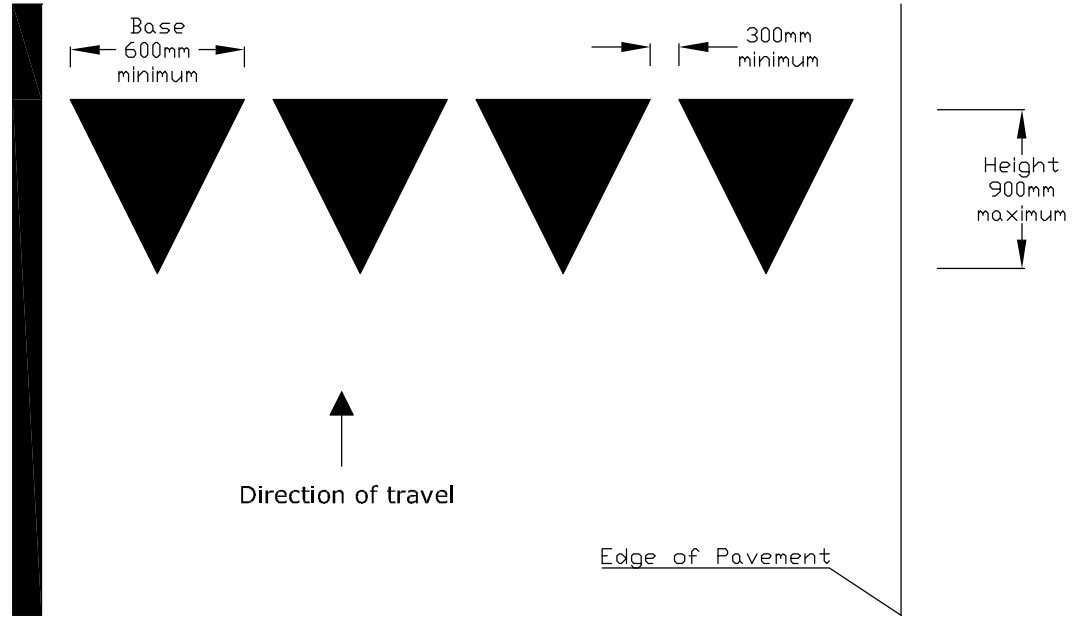 Base
600mm
minimum
300mm
minimum
Height
900mm
maximum
Direction of travel
Edge of Pavement